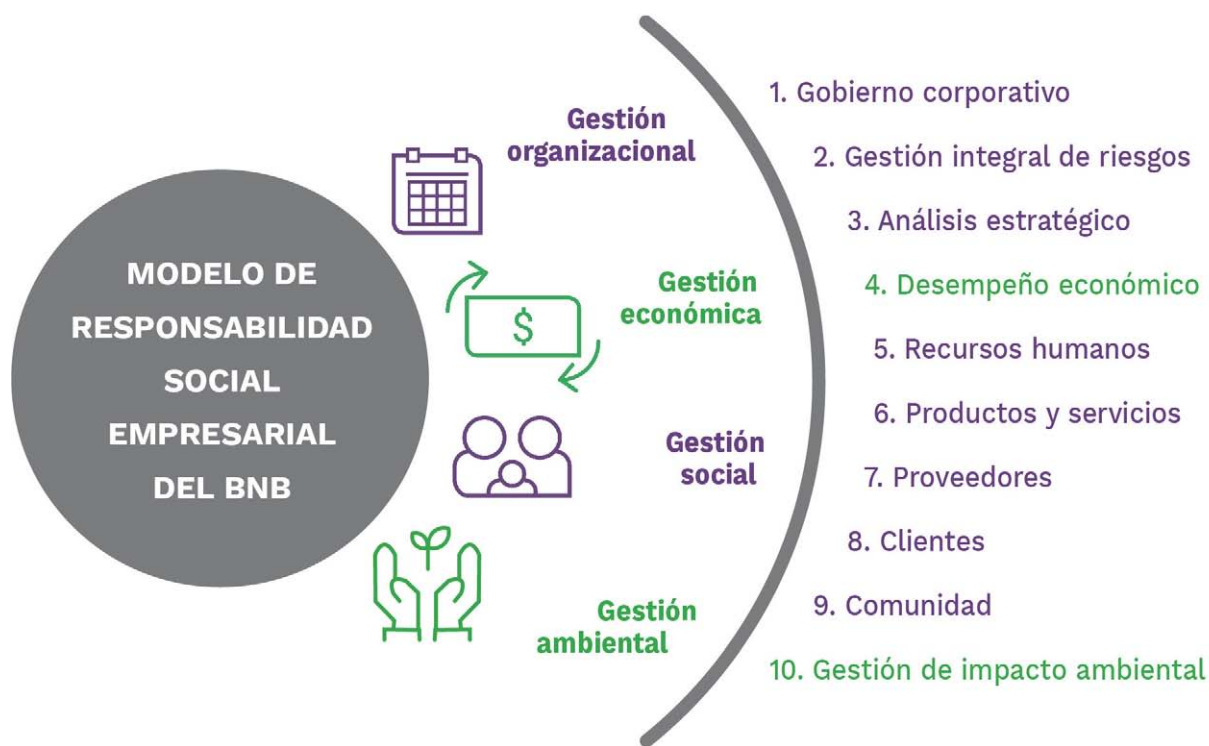 MODELO DE
RESPONSABILIDAD
SOCIAL
EMPRESARIAL
DEL BNB
Gestión
organizacional
$
Gestión
económica
Gestión
social
Gestión
ambiental
1. Gobierno corporativo
2. Gestión integral de riesgos
3. Análisis estratégico
4. Desempeño económico
5. Recursos humanos
6. Productos y servicios
7. Proveedores
8. Clientes
9. Comunidad
10. Gestión de impacto ambiental